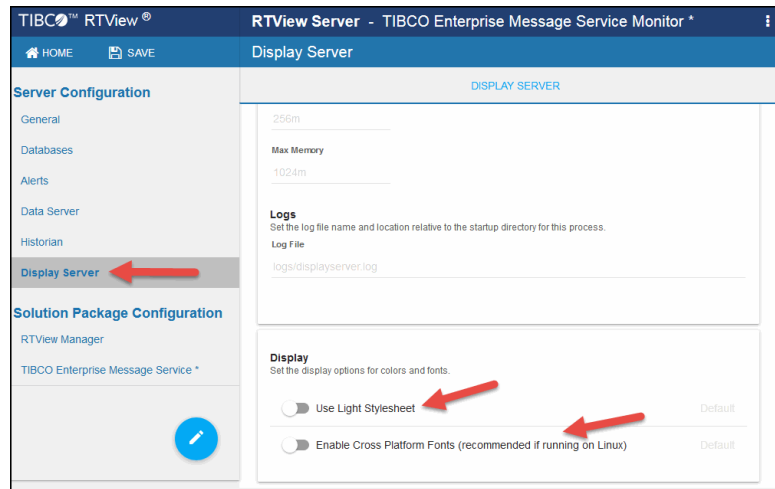 TIBCO™ RTView ®
RTView Server - TIBCO Enterprise Message Service Monitor *
HOME SAVE
Display Server
Server Configuration
General
Databases
Alerts
Data Server
Historian
Display Server
Solution Package Configuration
RTView Manager
TIBCO Enterprise Message Service *
DISPLAY SERVER
256m
Max Memory
1024m
Logs
Set the log file name and location relative to the startup directory for this process.
Log File
logs/displayserver.log
Display
Set the display options for colors and fonts.
Use Light Stylesheet Default
Enable Cross Platform Fonts (recommended if running on Linux) Default